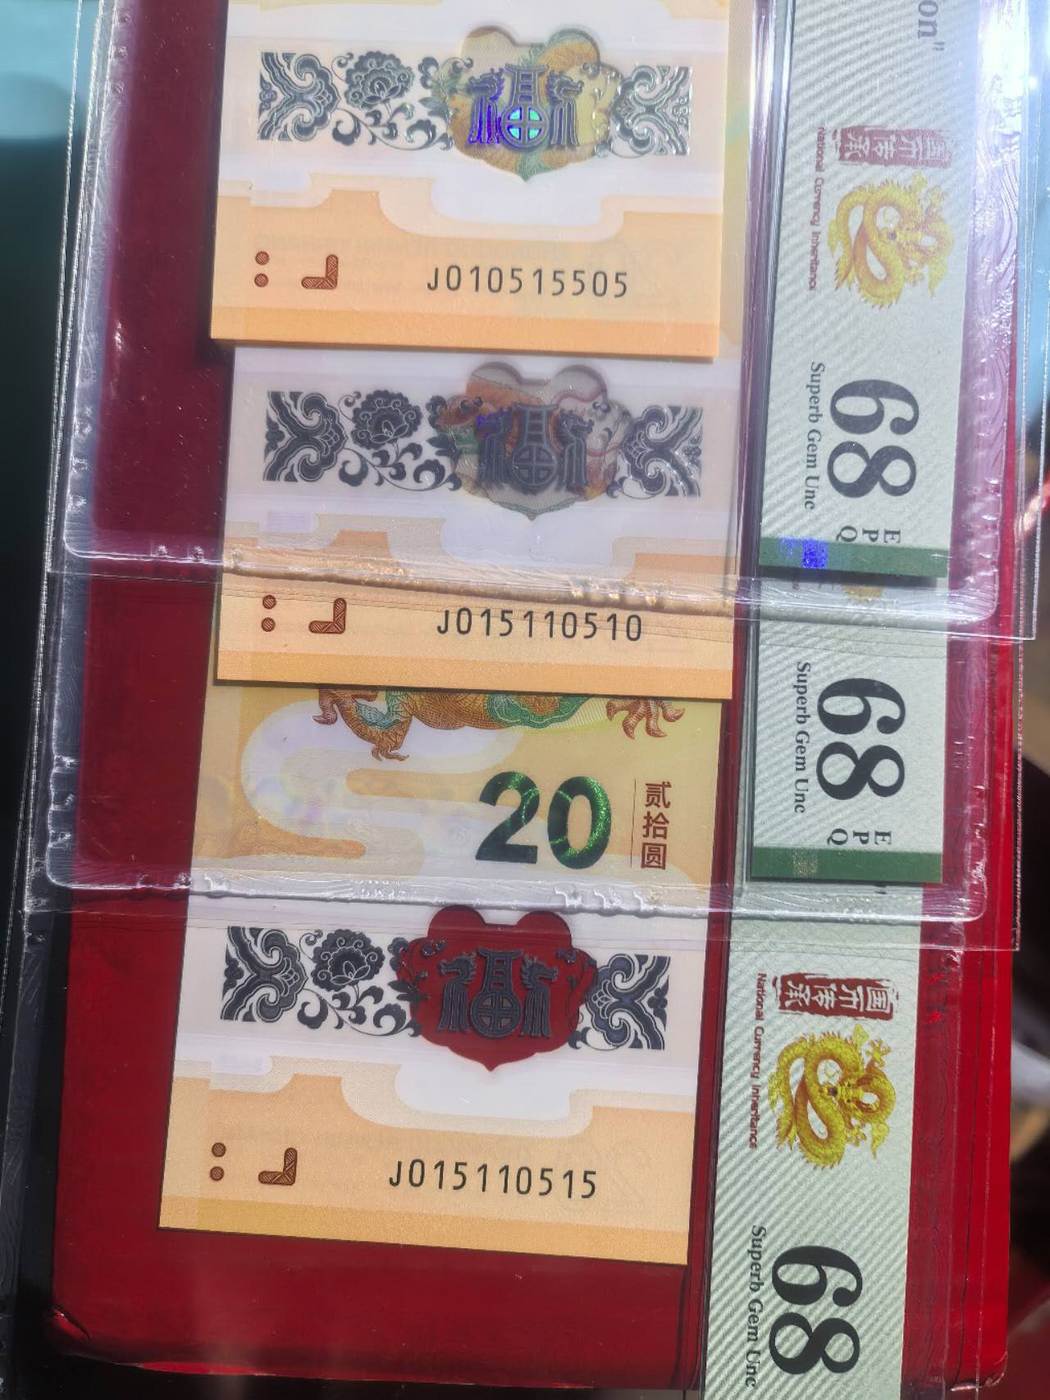 on"
国币传承
National Currency Inheritance
J010515505
68
EPQ
Superb Gem Unc
J015110510
68
EPQ
Superb Gem Unc
20
贰拾圆
"
国币传承
National Currency Inheritance
J015110515
68
Superb Gem Unc